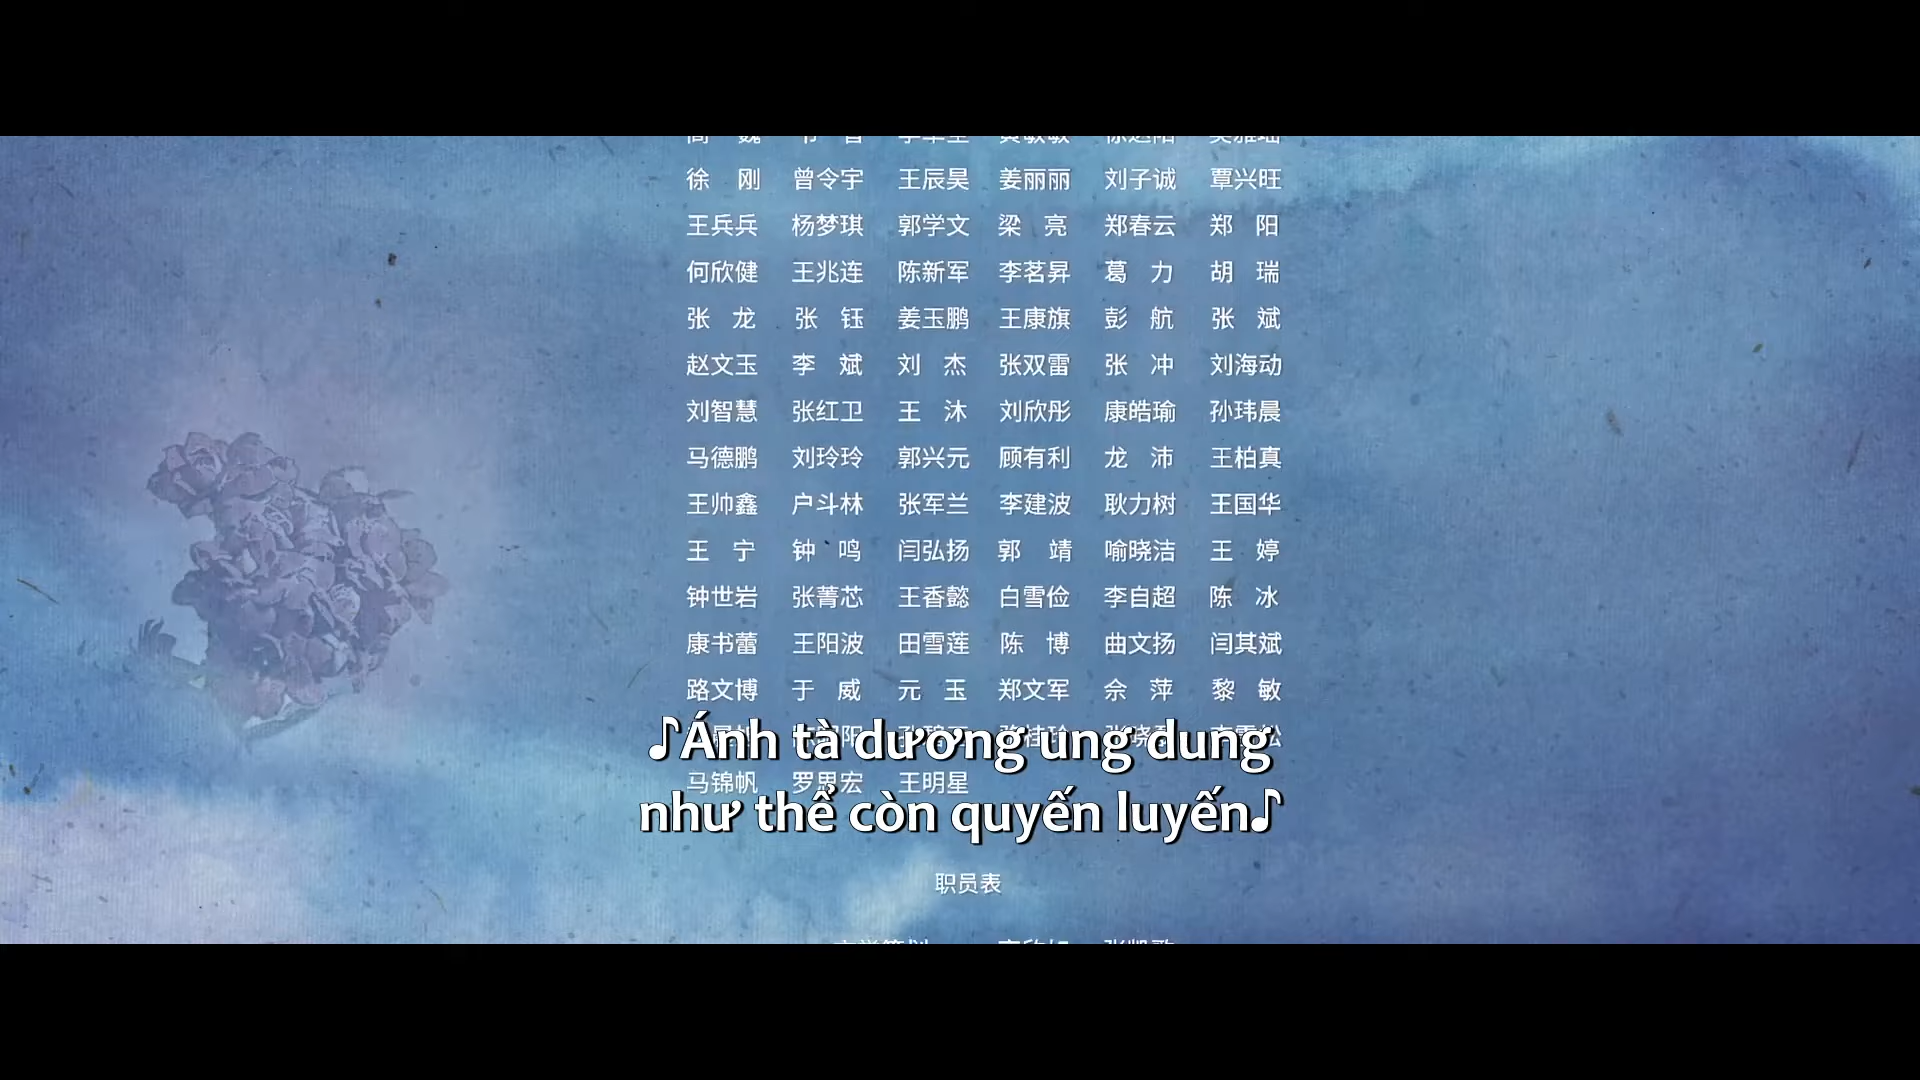 徐　刚　曾令宇　王辰昊　姜丽丽　刘子诚　覃兴旺
王兵兵　杨梦琪　郭学文　梁　亮　郑春云　郑　阳
何欣健　王兆连　陈新军　李茗昇　葛　力　胡　瑞
张　龙　张　钰　姜玉鹏　王康旗　彭　航　张　斌
赵文玉　李　斌　刘　杰　张双雷　张　冲　刘海动
刘智慧　张红卫　王　沐　刘欣彤　康皓瑜　孙玮晨
马德鹏　刘玲玲　郭兴元　顾有利　龙　沛　王柏真
王帅鑫　户斗林　张军兰　李建波　耿力树　王国华
王　宁　钟　鸣　闫弘扬　郭　靖　喻晓洁　王　婷
钟世岩　张菁芯　王香懿　白雪俭　李自超　陈　冰
康书蕾　王阳波　田雪莲　陈　博　曲文扬　闫其斌
路文博　于　威　元　玉　郑文军　佘　萍　黎　敏
♪Ánh tà dương ung dung
马锦帆　罗思宏　王明星
như thể còn quyến luyến♪
职员表